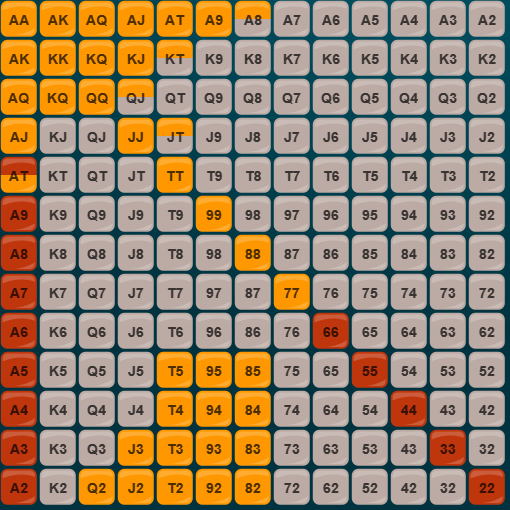 AA AK AQ AJ AT A9 A8 A7 A6 A5 A4 A3 A2
AK KK KQ KJ KT K9 K8 K7 K6 K5 K4 K3 K2
AQ KQ QQ QJ QT Q9 Q8 Q7 Q6 Q5 Q4 Q3 Q2
AJ KJ QJ JJ JT J9 J8 J7 J6 J5 J4 J3 J2
AT KT QT JT TT T9 T8 T7 T6 T5 T4 T3 T2
A9 K9 Q9 J9 T9 99 98 97 96 95 94 93 92
A8 K8 Q8 J8 T8 98 88 87 86 85 84 83 82
A7 K7 Q7 J7 T7 97 87 77 76 75 74 73 72
A6 K6 Q6 J6 T6 96 86 76 66 65 64 63 62
A5 K5 Q5 J5 T5 95 85 75 65 55 54 53 52
A4 K4 Q4 J4 T4 94 84 74 64 54 44 43 42
A3 K3 Q3 J3 T3 93 83 73 63 53 43 33 32
A2 K2 Q2 J2 T2 92 82 72 62 52 42 32 22